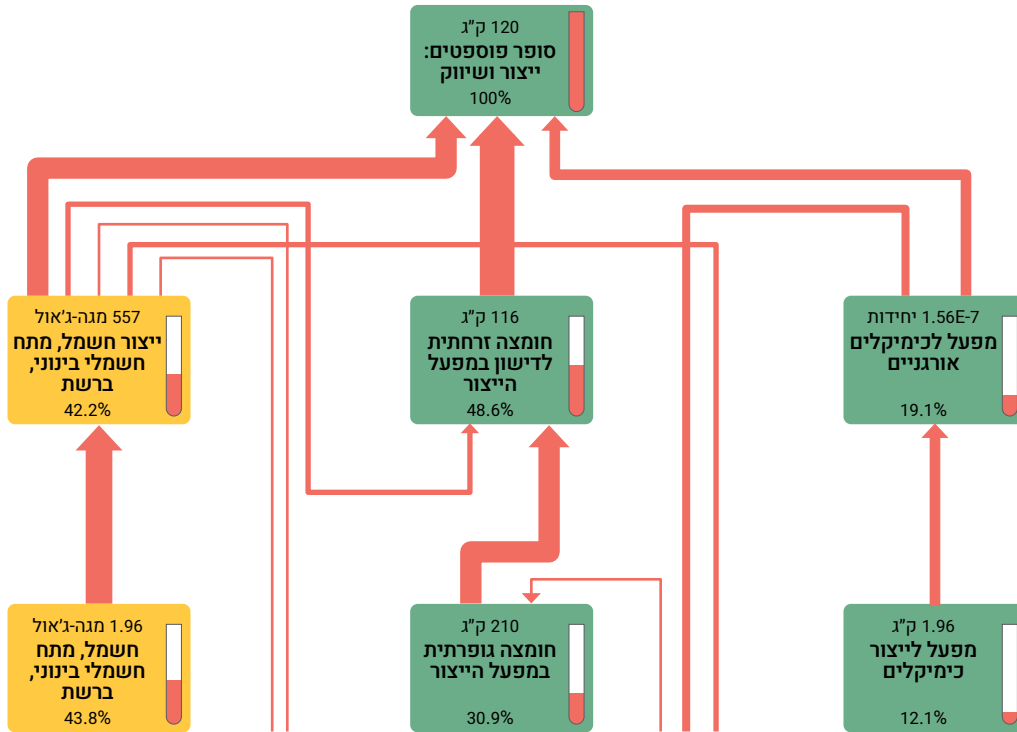 120 ק"ג
סופר פוספטים:
ייצור ושיווק
100%
1.56E-7 יחידות
מפעל לכימיקלים
אורגניים
19.1%
116 ק"ג
חומצה זרחתית
לדישון במפעל
הייצור
48.6%
557 מגה-ג'אול
ייצור חשמל, מתח
חשמלי בינוני,
ברשת
42.2%
1.96 ק"ג
מפעל לייצור
כימיקלים
12.1%
210 ק"ג
חומצה גופרתית
במפעל הייצור
30.9%
1.96 מגה-ג'אול
חשמל, מתח
חשמלי בינוני,
ברשת
43.8%